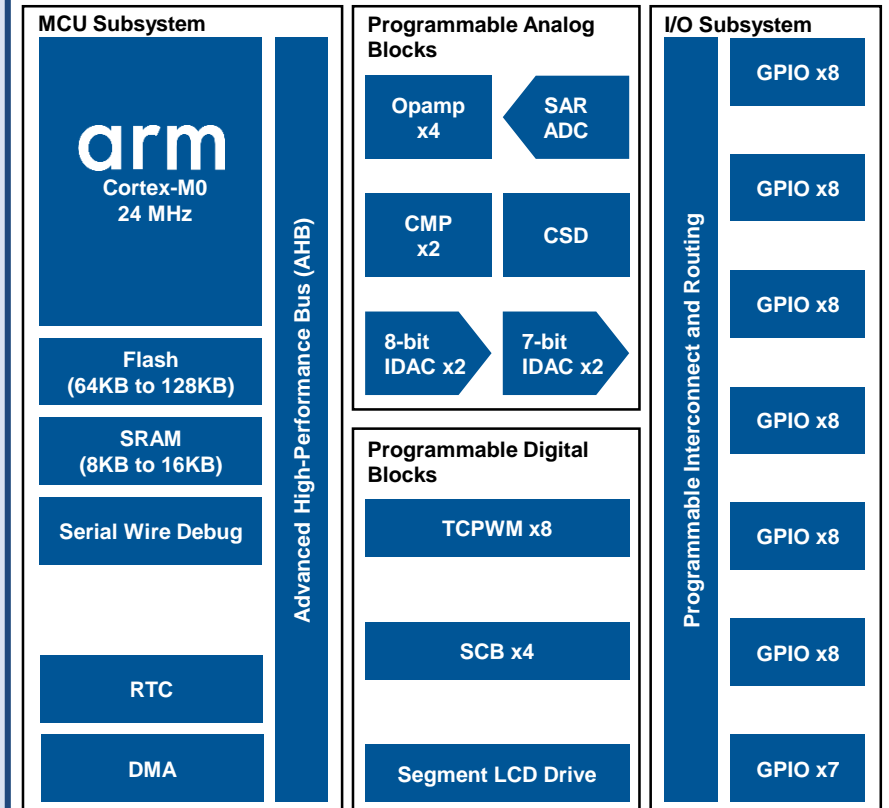 MCU Subsystem
arm
Cortex-M0
24 MHz
Flash
(64KB to 128KB)
SRAM
(8KB to 16KB)
Serial Wire Debug
RTC
DMA
Advanced High-Performance Bus (AHB)
Programmable Analog
Blocks
Opamp
x4
SAR
ADC
CMP
x2
CSD
8-bit
IDAC x2
7-bit
IDAC x2
Programmable Digital
Blocks
TCPWM x8
SCB x4
Segment LCD Drive
I/O Subsystem
Programmable Interconnect and Routing
GPIO x8
GPIO x8
GPIO x8
GPIO x8
GPIO x8
GPIO x8
GPIO x7